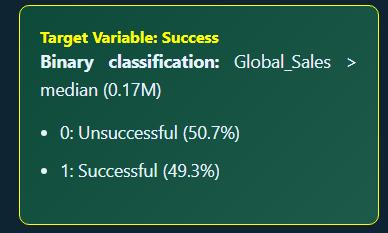 Target Variable: Success
Binary classification: Global_Sales >
median (0.17M)
• 0: Unsuccessful (50.7%)
• 1: Successful (49.3%)